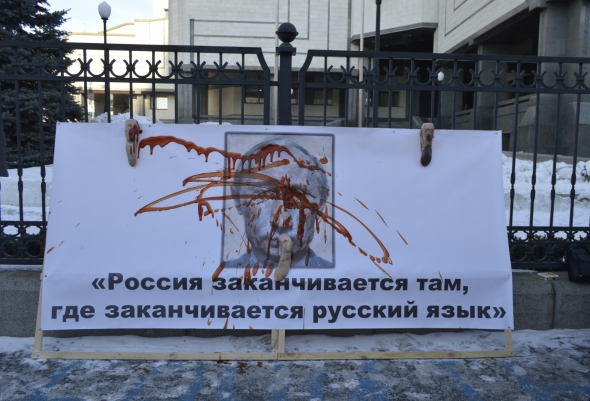 «Россия заканчивается там,
где заканчивается русский язык»